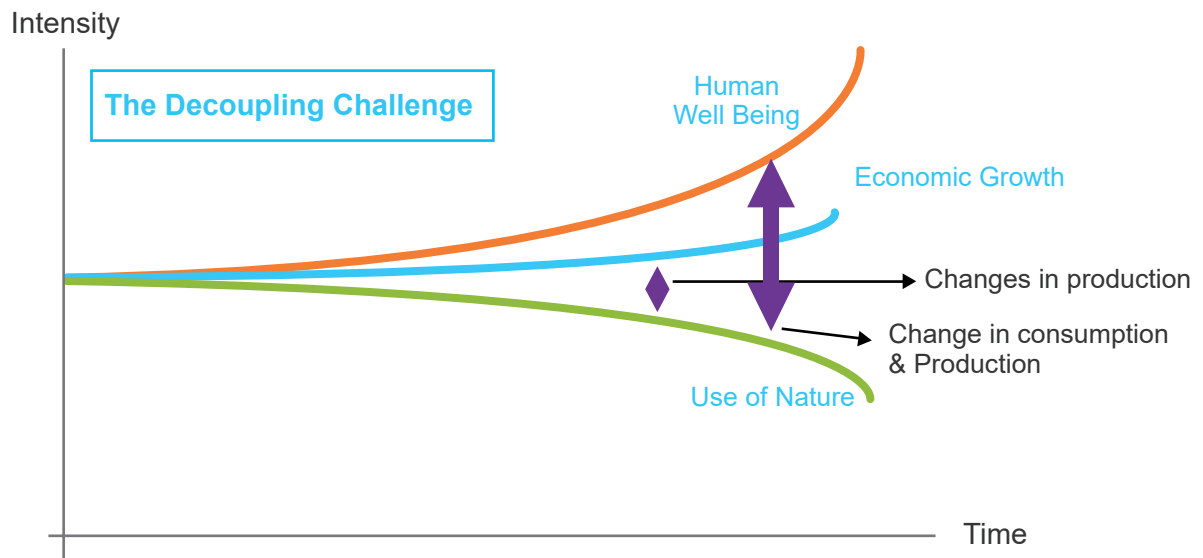 Intensity
The Decoupling Challenge
Human
Well Being
Economic Growth
Changes in production
Change in consumption
& Production
Use of Nature
Time